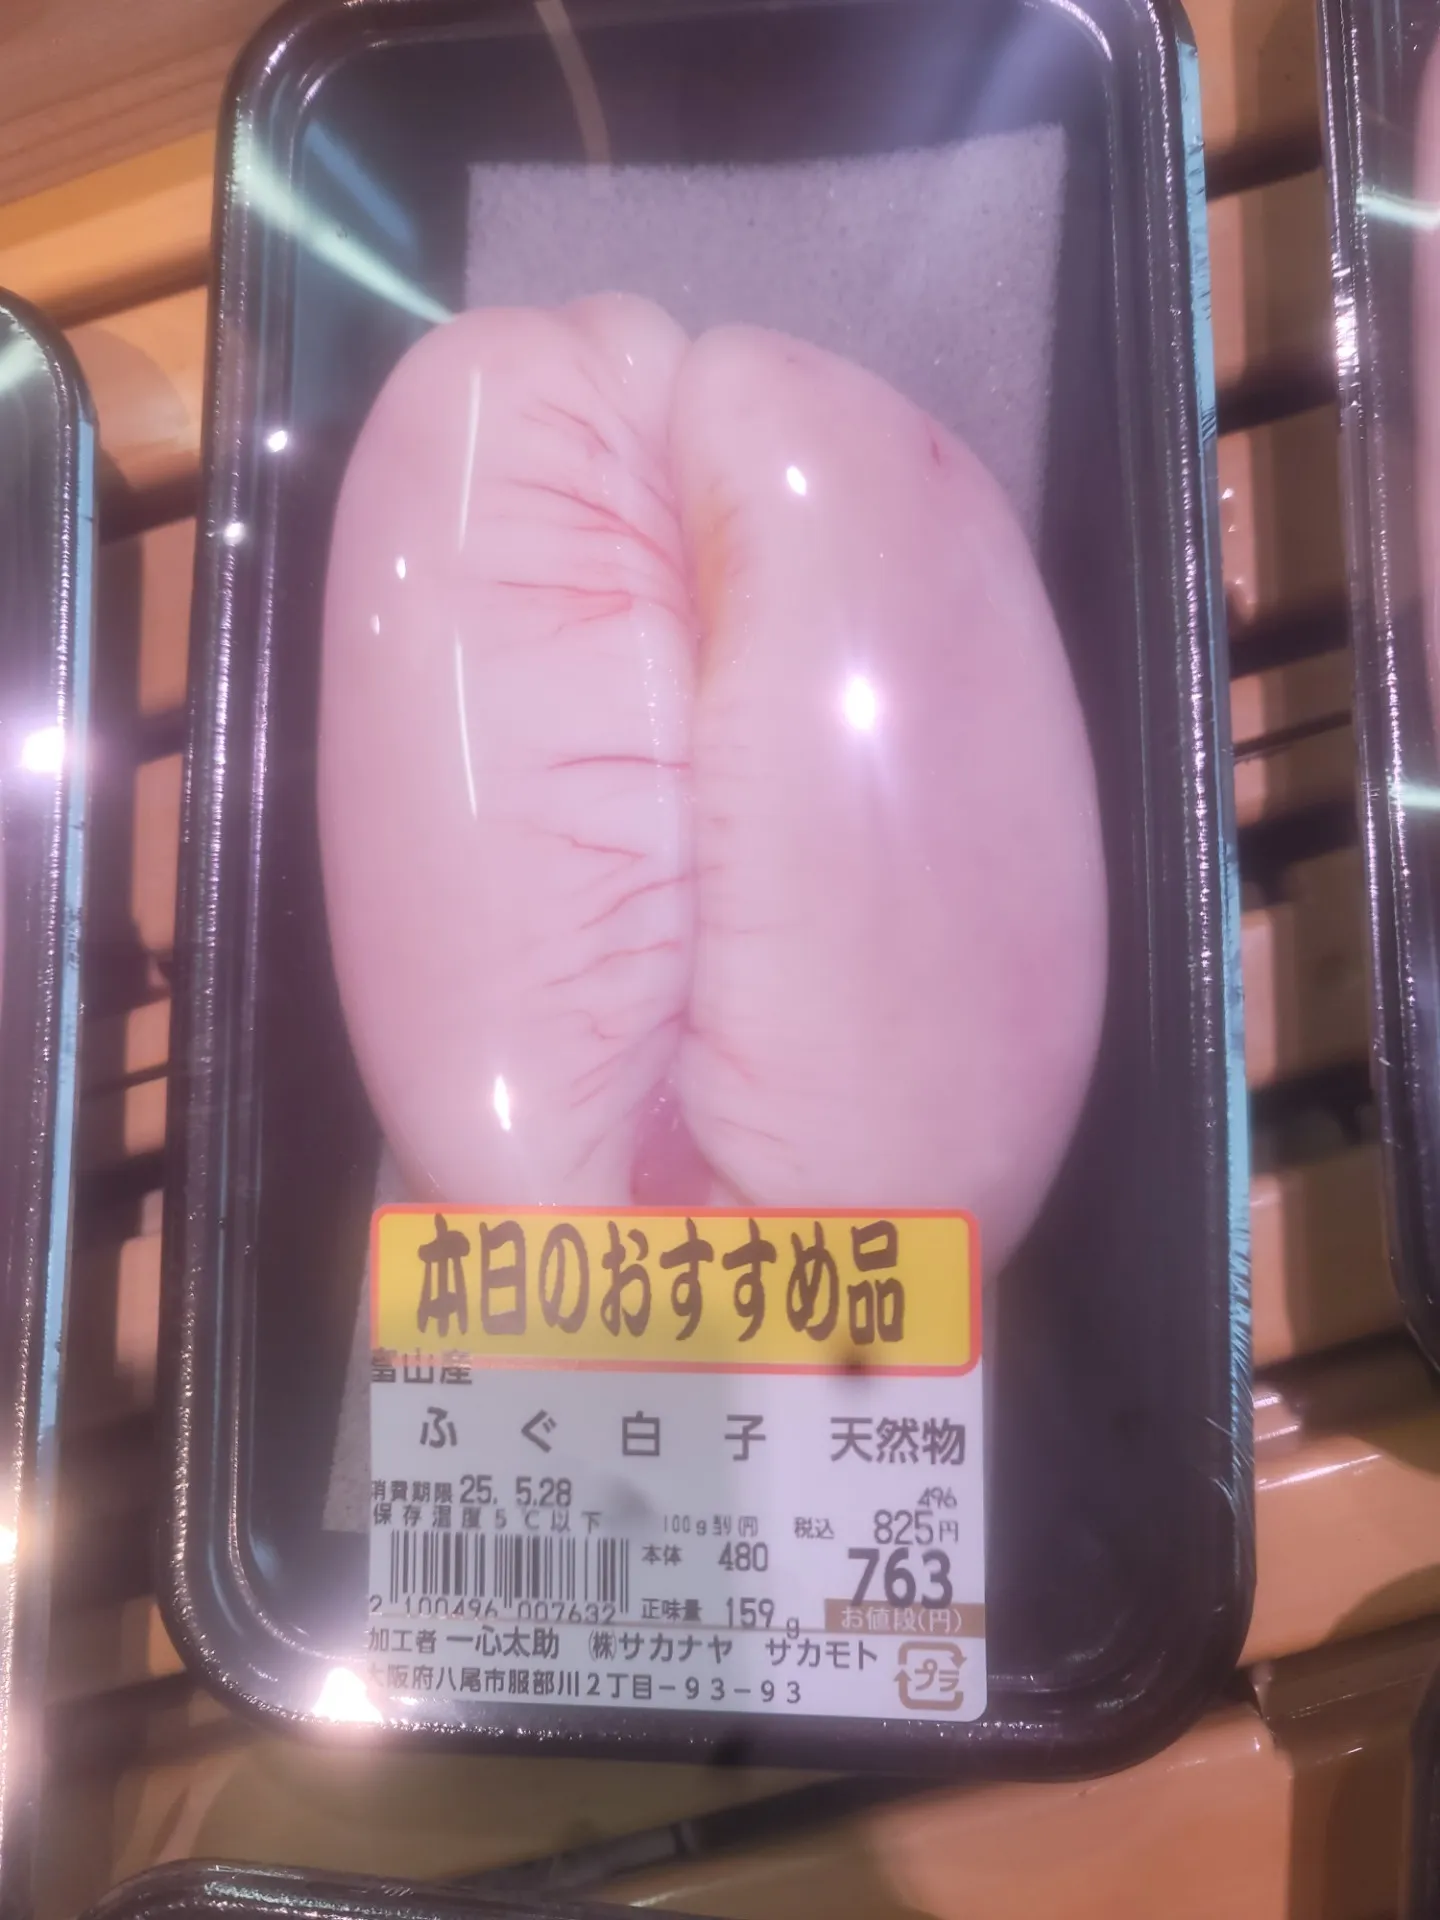 本日のおすすめ品
富山産
ふぐ白子 天然物
消費期限 25. 5.28
保存温度5℃以下
496
100g当り(円) 税込 825円
本体 480 763
2 100496 007632 正味量 159g お値段(円)
加工者 一心太助 ㈱サカナヤ サカモト
大阪府八尾市服部川2丁目-93-93
プラ